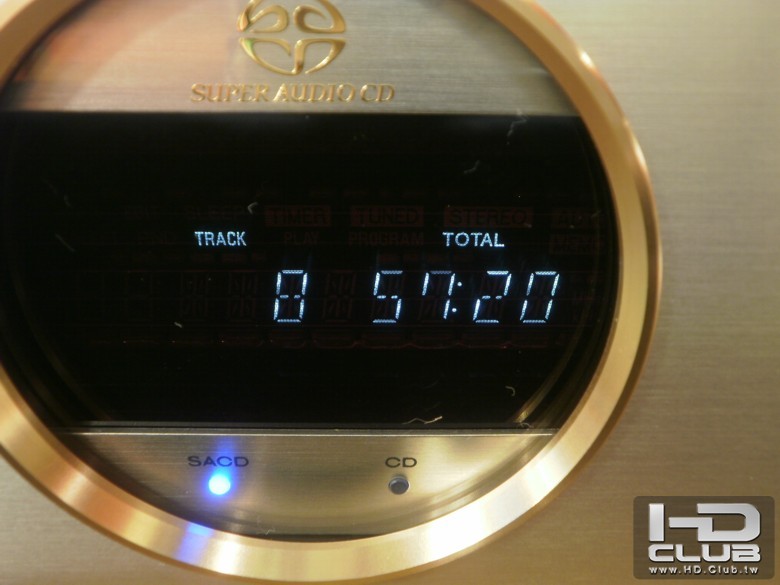 SUPER AUDIO CD
TIMER TUNED STEREO
TRACK PLAY PROGRAM TOTAL
8 57:20
SACD CD
HD
CLUB
www.HD.Club.tw